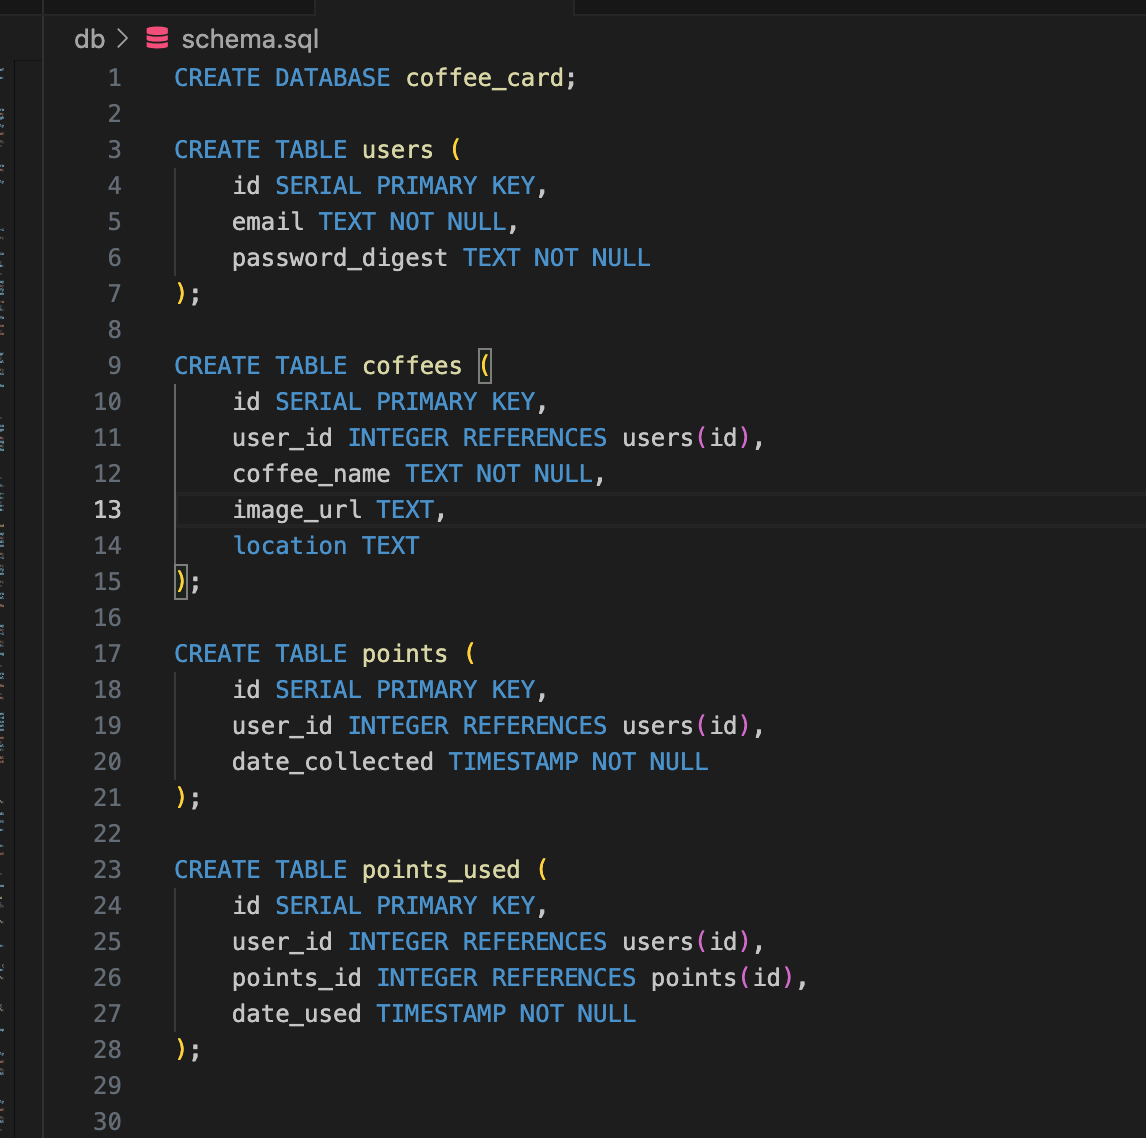 db > schema.sql
1 CREATE DATABASE coffee_card;
2
3 CREATE TABLE users (
4 id SERIAL PRIMARY KEY,
5 email TEXT NOT NULL,
6 password_digest TEXT NOT NULL
7 );
8
9 CREATE TABLE coffees (
10 id SERIAL PRIMARY KEY,
11 user_id INTEGER REFERENCES users(id),
12 coffee_name TEXT NOT NULL,
13 image_url TEXT,
14 location TEXT
15 );
16
17 CREATE TABLE points (
18 id SERIAL PRIMARY KEY,
19 user_id INTEGER REFERENCES users(id),
20 date_collected TIMESTAMP NOT NULL
21 );
22
23 CREATE TABLE points_used (
24 id SERIAL PRIMARY KEY,
25 user_id INTEGER REFERENCES users(id),
26 points_id INTEGER REFERENCES points(id),
27 date_used TIMESTAMP NOT NULL
28 );
29
30